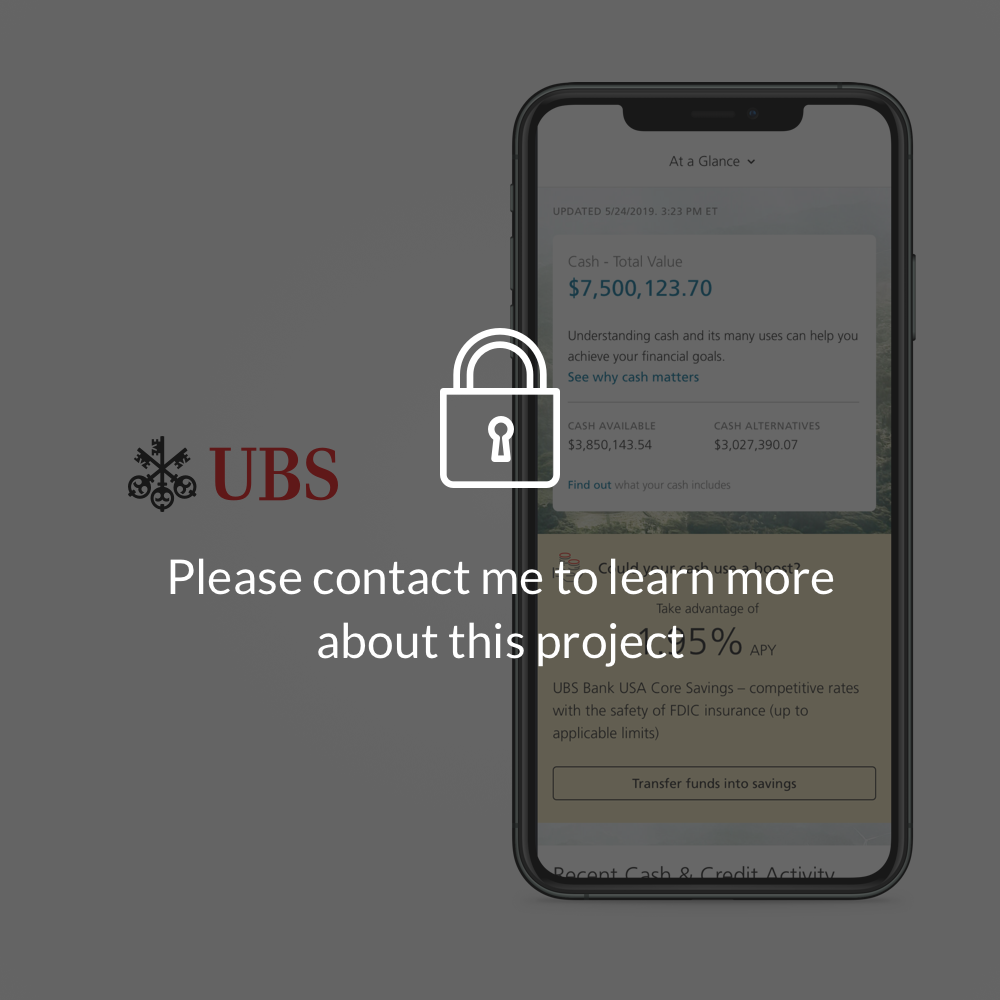 At a Glance
UPDATED 5/24/2019. 3:23 PM ET
Cash - Total Value
$7,500,123.70
Understanding cash and its many uses can help you
achieve your financial goals.
See why cash matters
CASH AVAILABLE CASH ALTERNATIVES
$3,850,143.54 $3,027,390.07
Find out what your cash includes
UBS
Please contact me to learn more
about this project
Could your cash use a boost?
Take advantage of
1.95% APY
UBS Bank USA Core Savings – competitive rates
with the safety of FDIC insurance (up to
applicable limits)
Transfer funds into savings
Recent Cash & Credit Activity